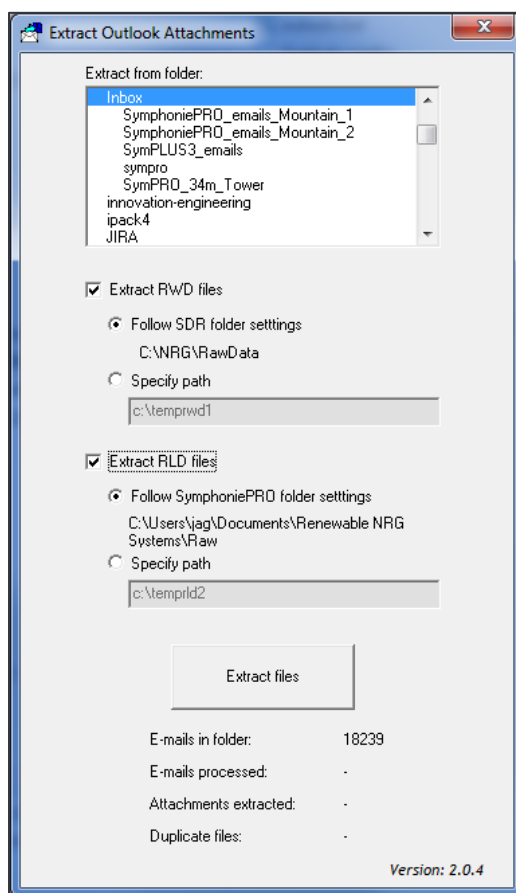 Extract Outlook Attachments
Extract from folder:
Inbox
SymphoniePRO_emails_Mountain_1
SymphoniePRO_emails_Mountain_2
SymPLUS3_emails
sympro
SymPRO_34m_Tower
innovation-engineering
ipack4
JIRA
Extract RWD files
Follow SDR folder setttings
C:\NRG\RawData
Specify path
c:\temprwd1
Extract RLD files
Follow SymphoniePRO folder setttings
C:\Users\jag\Documents\Renewable NRG
Systems\Raw
Specify path
c:\temprld2
Extract files
E-mails in folder: 18239
E-mails processed: -
Attachments extracted: -
Duplicate files: -
Version: 2.0.4